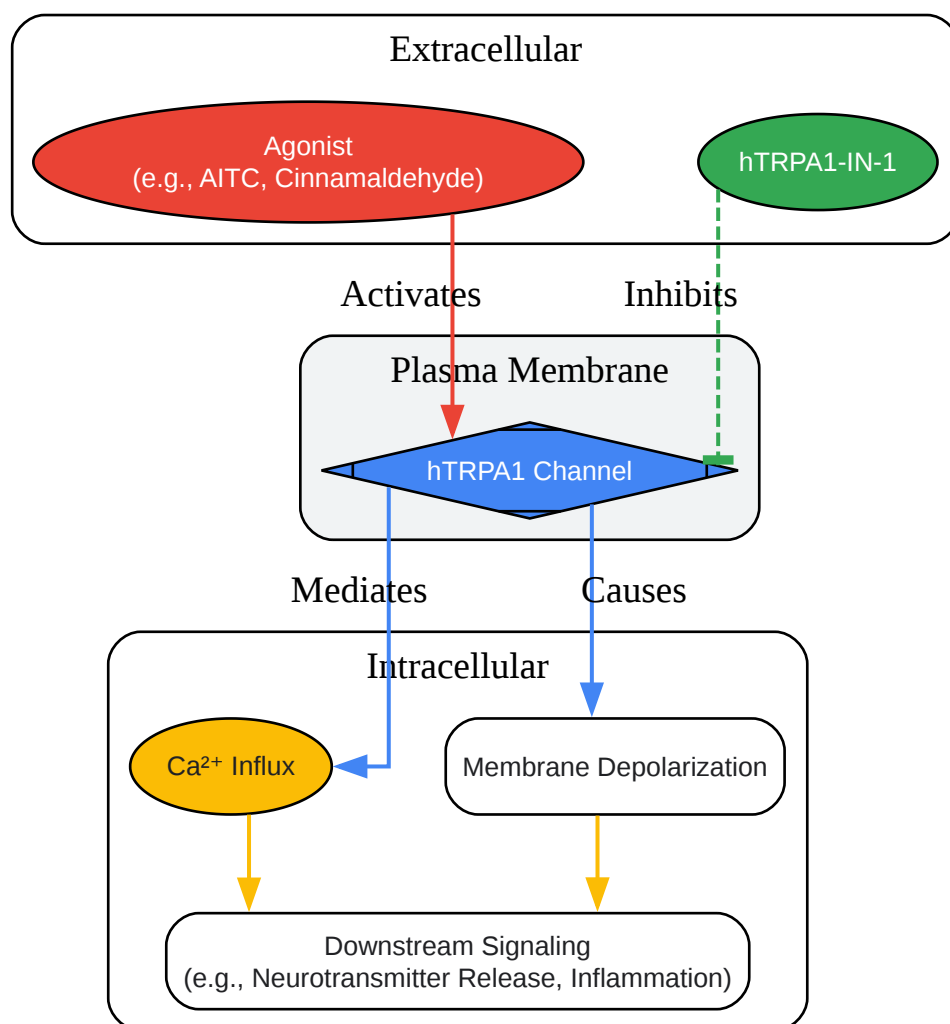 Extracellular
Agonist
(e.g., AITC, Cinnamaldehyde)
hTRPA1-IN-1
Activates
Inhibits
Plasma Membrane
hTRPA1 Channel
Mediates
Causes
Intracellular
Ca²⁺ Influx
Membrane Depolarization
Downstream Signaling
(e.g., Neurotransmitter Release, Inflammation)